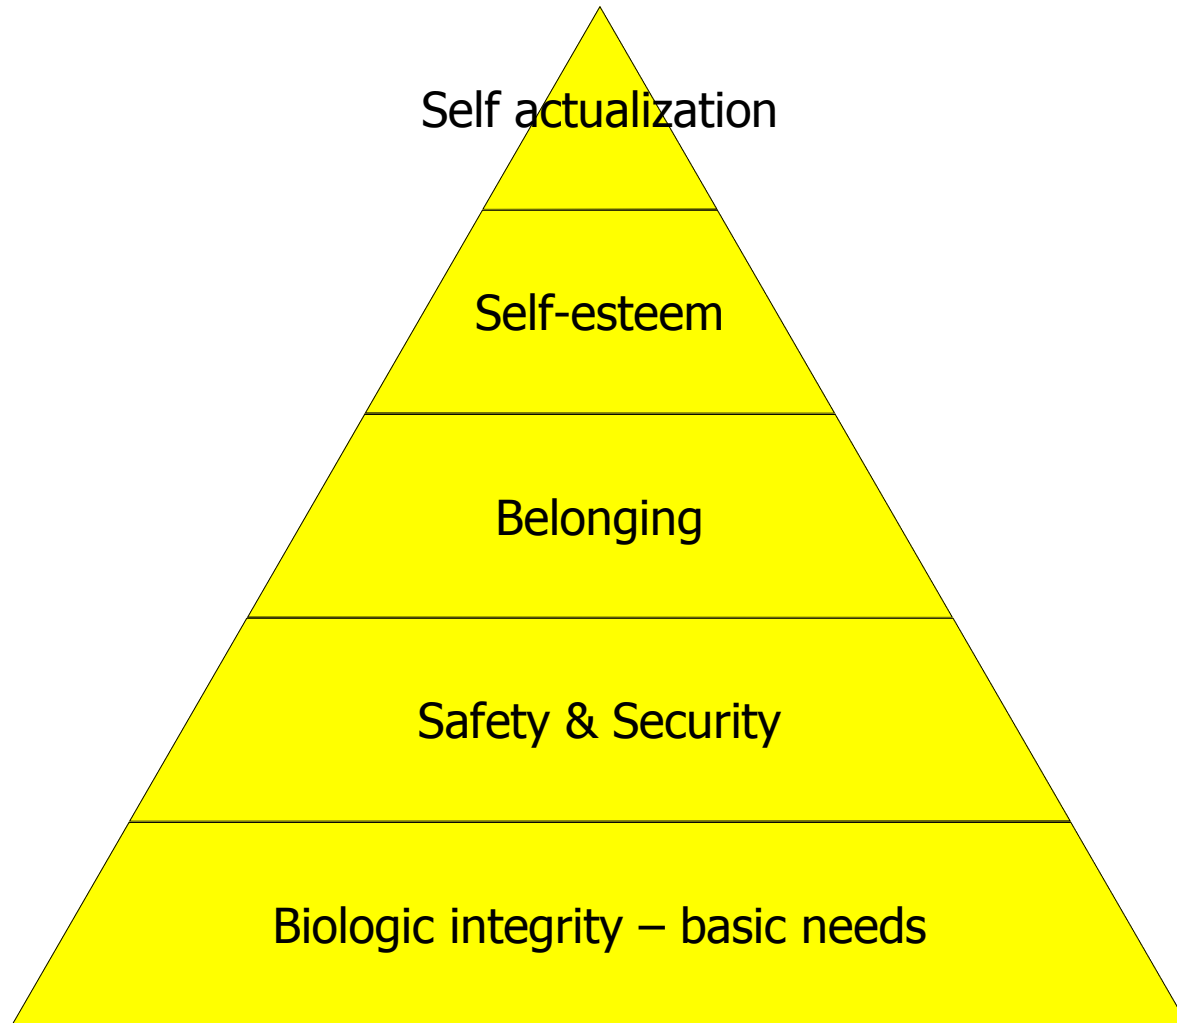 Self actualization
Self-esteem
Belonging
Safety & Security
Biologic integrity – basic needs